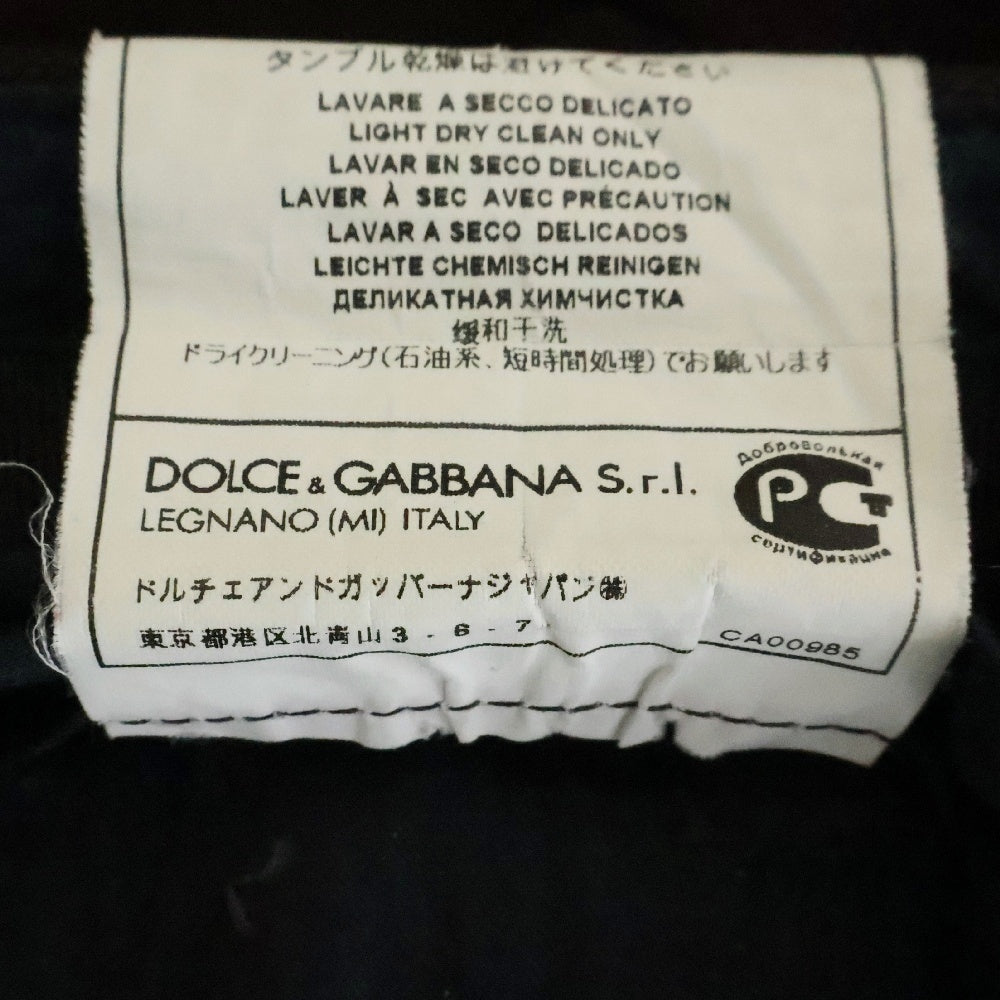 タンブル乾燥は避けてください
LAVARE A SECCO DELICATO
LIGHT DRY CLEAN ONLY
LAVAR EN SECO DELICADO
LAVER À SEC AVEC PRÉCAUTION
LAVAR A SECO DELICADOS
LEICHTE CHEMISCH REINIGEN
ДЕЛИКАТНАЯ ХИМЧИСТКА
缓和干洗
ドライクリーニング(石油系、短時間処理)でお願いします
DOLCE & GABBANA S.r.l.
LEGNANO (MI) ITALY
Добровольная
РСТ
сертификация
ドルチェアンドガッバーナジャパン㈱
東京都港区北青山3-6-7
CA00985